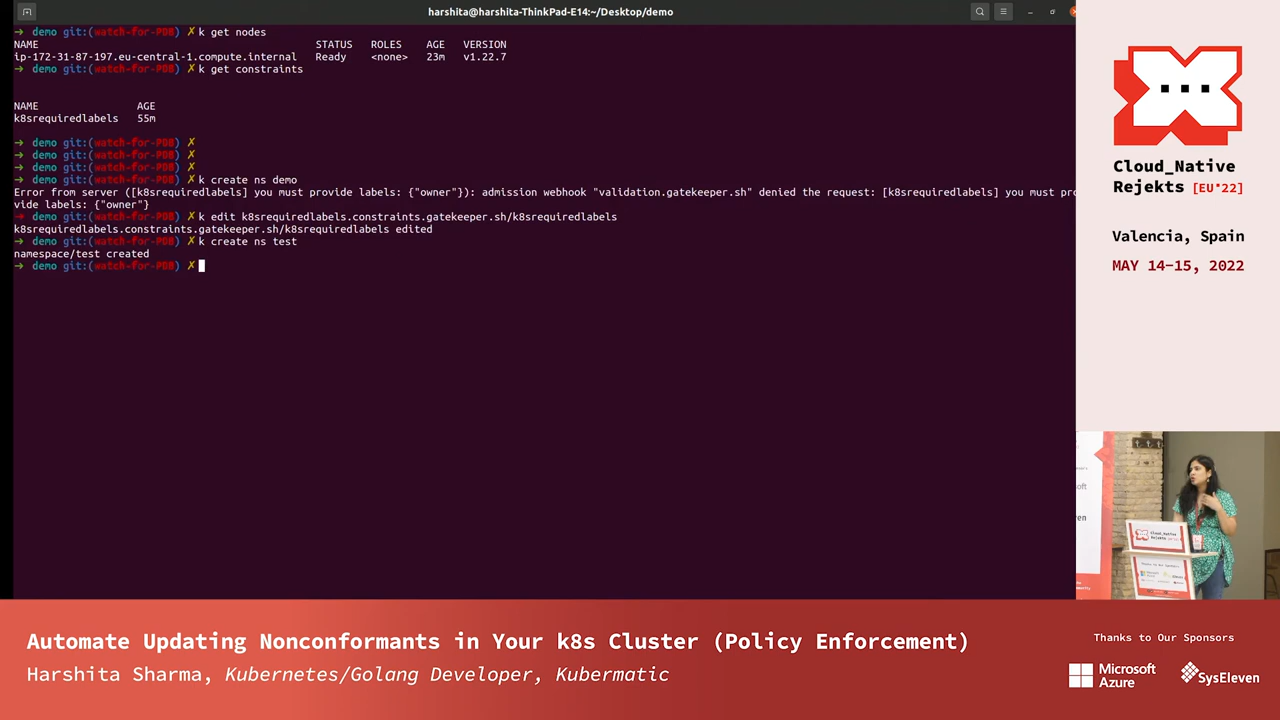 harshita@harshita-ThinkPad-E14:~/Desktop/demo
➜ demo git:(watch-for-PDB) ✗ k get nodes
NAME STATUS ROLES AGE VERSION
ip-172-31-87-197.eu-central-1.compute.internal Ready <none> 23m v1.22.7
➜ demo git:(watch-for-PDB) ✗ k get constraints
NAME AGE
k8srequiredlabels 55m
➜ demo git:(watch-for-PDB) ✗
➜ demo git:(watch-for-PDB) ✗
➜ demo git:(watch-for-PDB) ✗
➜ demo git:(watch-for-PDB) ✗ k create ns demo
Error from server ([k8srequiredlabels] you must provide labels: {"owner"}): admission webhook "validation.gatekeeper.sh" denied the request: [k8srequiredlabels] you must pro
vide labels: {"owner"}
➜ demo git:(watch-for-PDB) ✗ k edit k8srequiredlabels.constraints.gatekeeper.sh/k8srequiredlabels
k8srequiredlabels.constraints.gatekeeper.sh/k8srequiredlabels edited
➜ demo git:(watch-for-PDB) ✗ k create ns test
namespace/test created
➜ demo git:(watch-for-PDB) ✗
Cloud_Native
Rejekts [EU'22]
Valencia, Spain
MAY 14-15, 2022
Cloud_Native
Rejekts
Automate Updating Nonconformants in Your k8s Cluster (Policy Enforcement)
Harshita Sharma, Kubernetes/Golang Developer, Kubermatic
Thanks to Our Sponsors
Microsoft
Azure
SysEleven